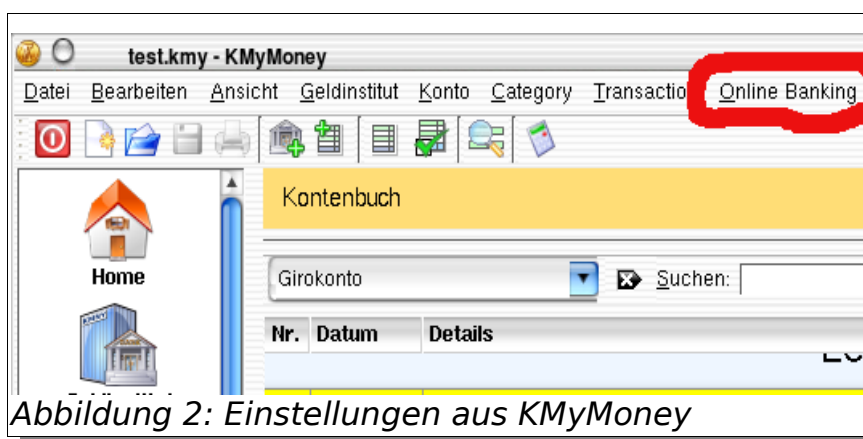 test.kmy - KMyMoney
Datei Bearbeiten Ansicht Geldinstitut Konto Category Transactio Online Banking
Kontenbuch
Home
Girokonto Suchen:
Nr. Datum Details
Abbildung 2: Einstellungen aus KMyMoney